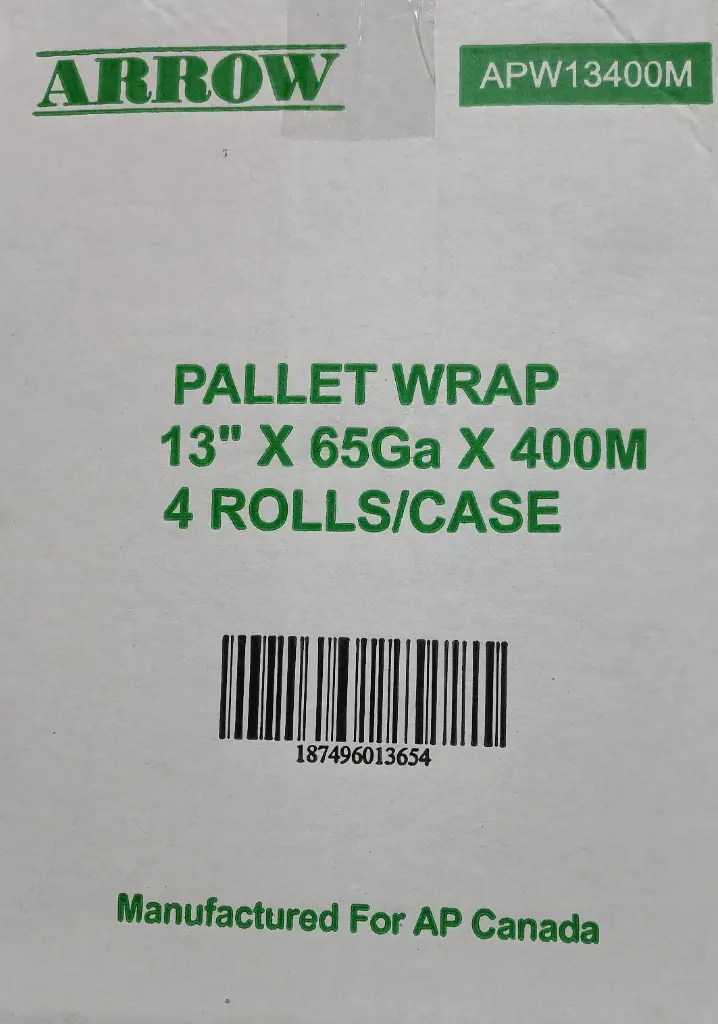 ARROW
APW13400M
PALLET WRAP
13" X 65Ga X 400M
4 ROLLS/CASE
187496013654
Manufactured For AP Canada